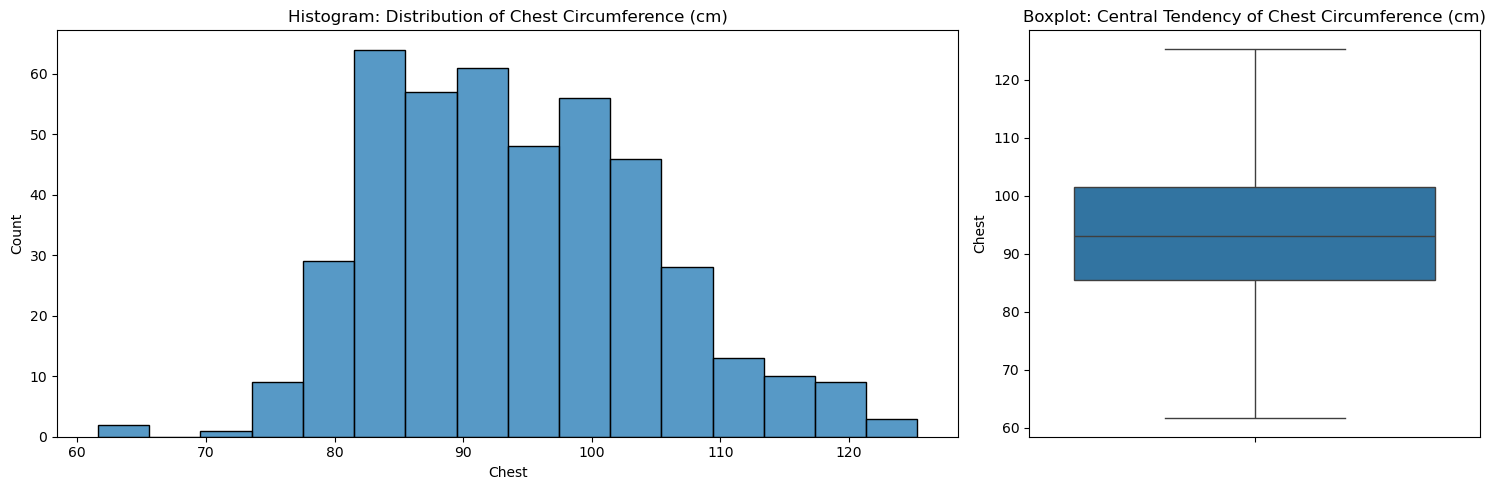 Histogram: Distribution of Chest Circumference (cm)
Count
60
50
40
30
20
10
0
60 70 80 90 100 110 120
Chest
Boxplot: Central Tendency of Chest Circumference (cm)
Chest
120
110
100
90
80
70
60